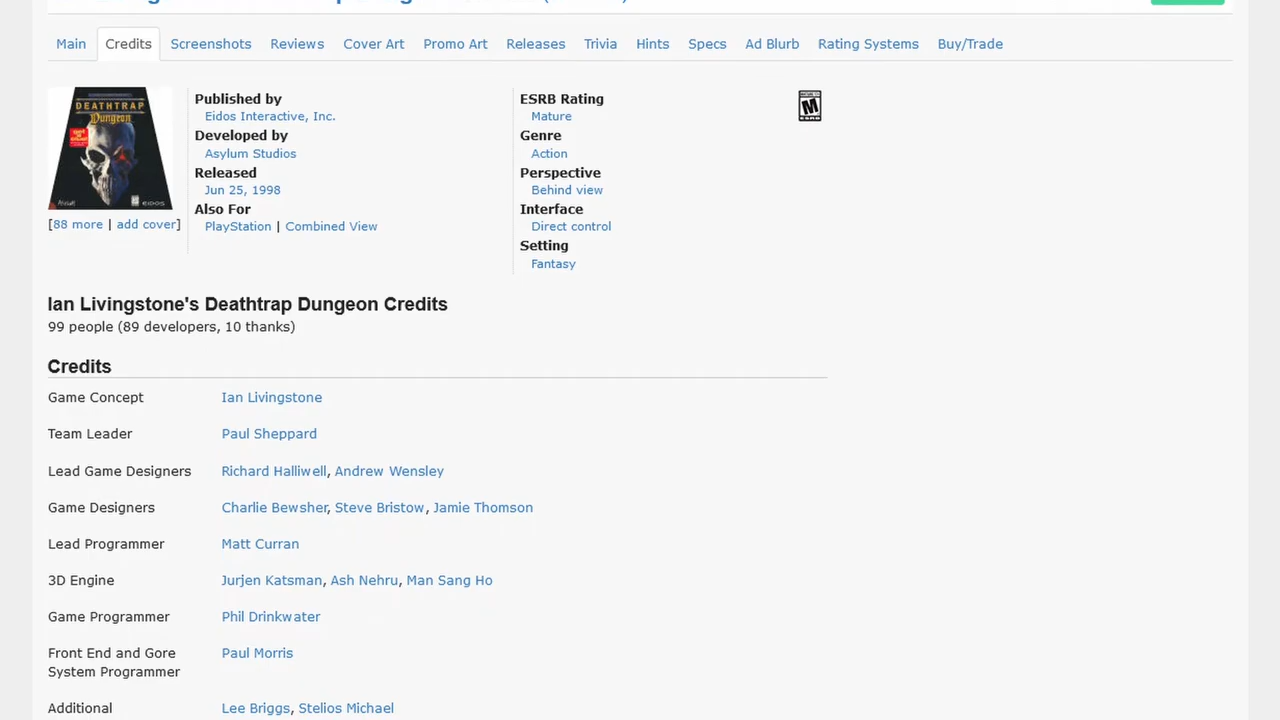 Main Credits Screenshots Reviews Cover Art Promo Art Releases Trivia Hints Specs Ad Blurb Rating Systems Buy/Trade
DEATHTRAP
Dungeon
EIDOS
[88 more | add cover]
Published by
Eidos Interactive, Inc.
Developed by
Asylum Studios
Released
Jun 25, 1998
Also For
PlayStation | Combined View
ESRB Rating
Mature
Genre
Action
Perspective
Behind view
Interface
Direct control
Setting
Fantasy
M
ESRB
Ian Livingstone's Deathtrap Dungeon Credits
99 people (89 developers, 10 thanks)
Credits
Game Concept Ian Livingstone
Team Leader Paul Sheppard
Lead Game Designers Richard Halliwell, Andrew Wensley
Game Designers Charlie Bewsher, Steve Bristow, Jamie Thomson
Lead Programmer Matt Curran
3D Engine Jurjen Katsman, Ash Nehru, Man Sang Ho
Game Programmer Phil Drinkwater
Front End and Gore Paul Morris
System Programmer
Additional Lee Briggs, Stelios Michael